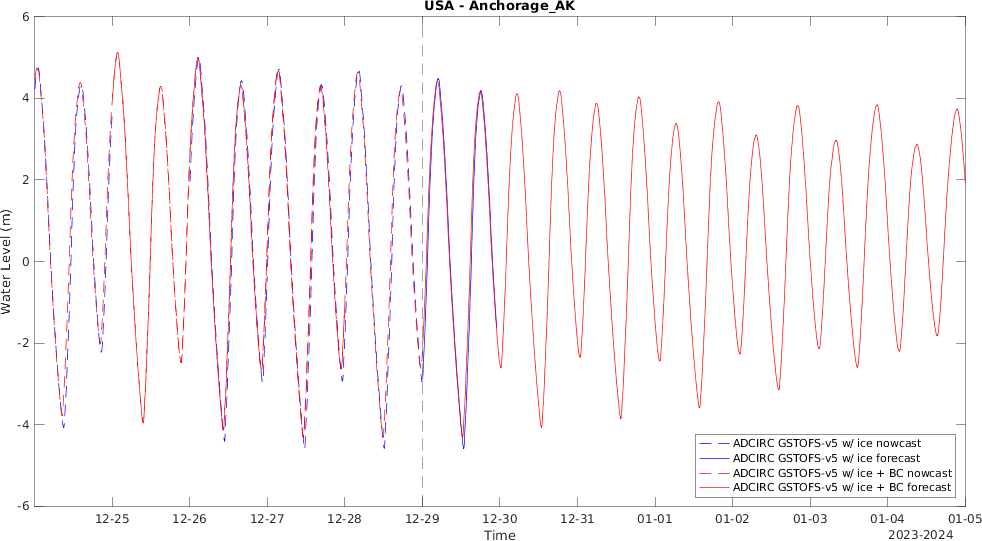 USA - Anchorage_AK
6
4
2
0
-2
-4
-6
Water Level (m)
ADCIRC GSTOFS-v5 w/ ice nowcast
ADCIRC GSTOFS-v5 w/ ice forecast
ADCIRC GSTOFS-v5 w/ ice + BC nowcast
ADCIRC GSTOFS-v5 w/ ice + BC forecast
12-25 12-26 12-27 12-28 12-29 12-30 12-31 01-01 01-02 01-03 01-04 01-05
Time
2023-2024